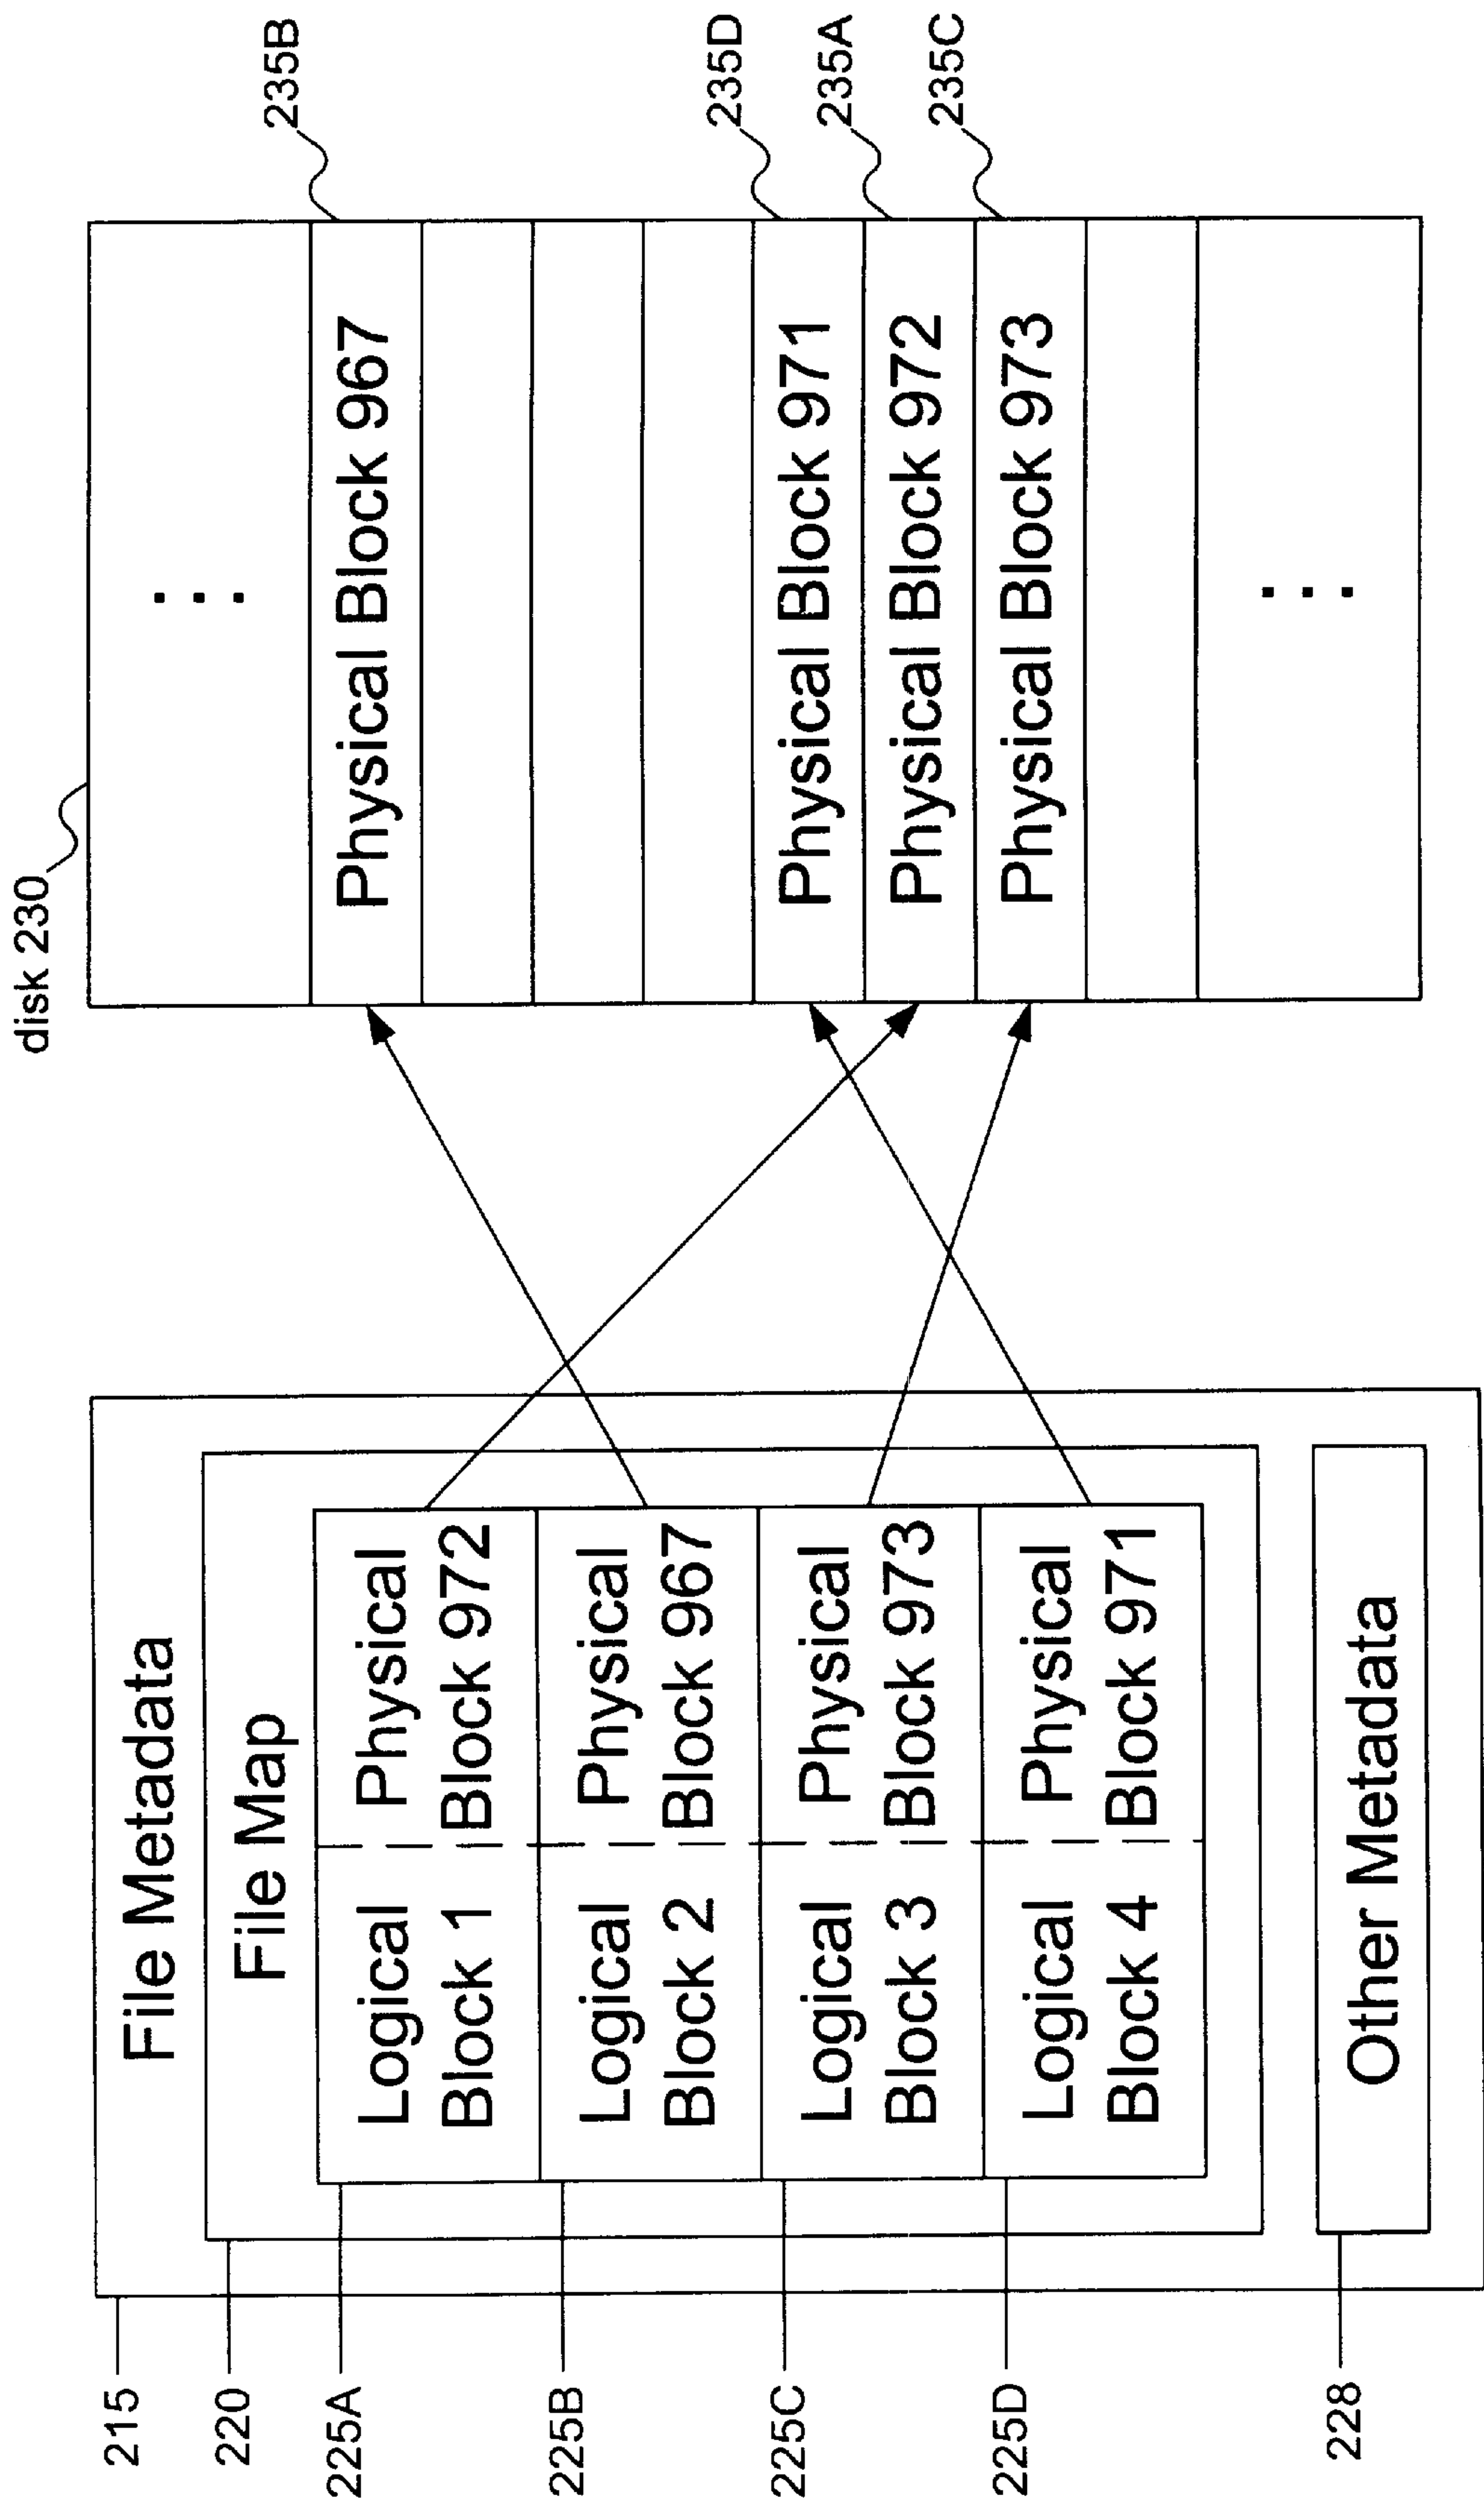 215
220
225A
225B
225C
225D
228
File Metadata
File Map
Logical
Block 1
Physical
Block 972
Logical
Block 2
Physical
Block 967
Logical
Block 3
Physical
Block 973
Logical
Block 4
Physical
Block 971
Other Metadata
disk 230
Physical Block 967
Physical Block 971
Physical Block 972
Physical Block 973
235B
235D
235A
235C